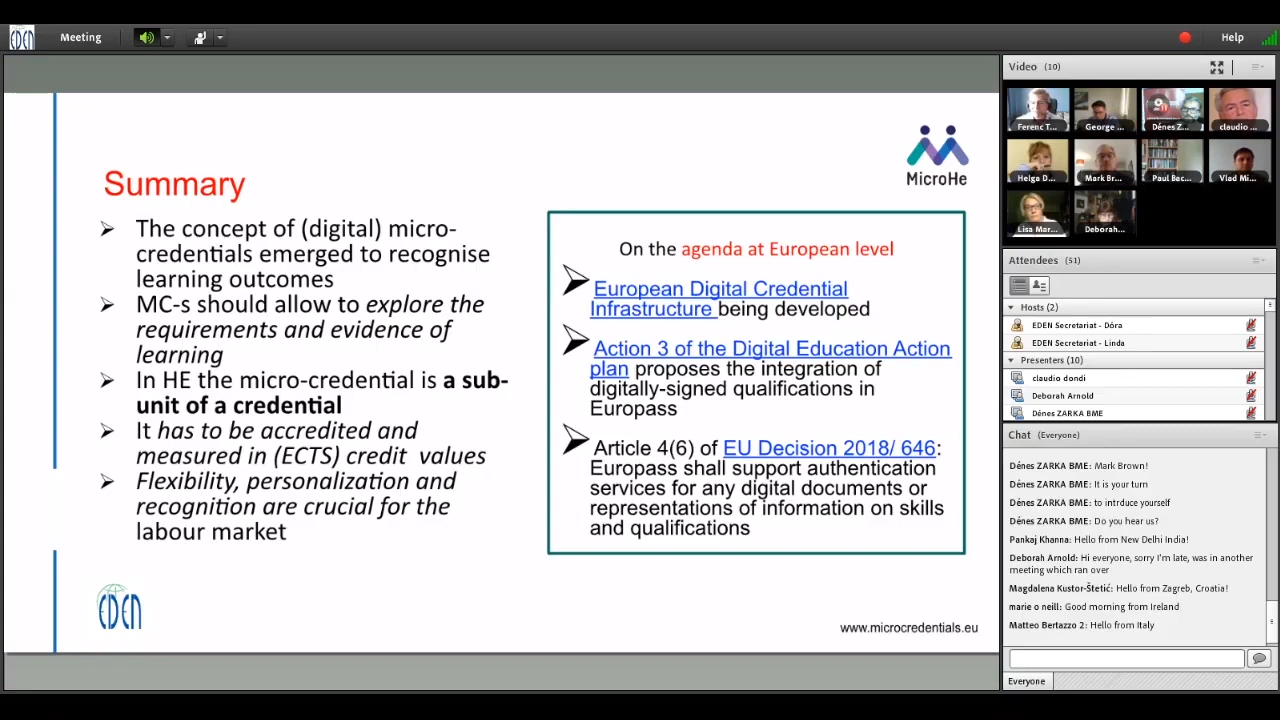 EDEN
Meeting
Help
Summary
➢ The concept of (digital) micro-
credentials emerged to recognise
learning outcomes
➢ MC-s should allow to explore the
requirements and evidence of
learning
➢ In HE the micro-credential is a sub-
unit of a credential
➢ It has to be accredited and
measured in (ECTS) credit values
➢ Flexibility, personalization and
recognition are crucial for the
labour market
EDEN
MicroHe
On the agenda at European level
➢ European Digital Credential
Infrastructure being developed
➢ Action 3 of the Digital Education Action
plan proposes the integration of
digitally-signed qualifications in
Europass
➢ Article 4(6) of EU Decision 2018/ 646:
Europass shall support authentication
services for any digital documents or
representations of information on skills
and qualifications
www.microcredentials.eu
Video (10)
Ferenc T...
George ...
Dénes Z...
claudio ...
Helga D...
Mark Br...
Paul Bac...
Vlad Mi...
Lisa Mar...
Deborah...
Attendees (51)
Hosts (2)
EDEN Secretariat - Dóra
EDEN Secretariat - Linda
Presenters (10)
claudio dondi
Deborah Arnold
Dénes ZARKA BME
Chat (Everyone)
Dénes ZARKA BME: Mark Brown!
Dénes ZARKA BME: It is your turn
Dénes ZARKA BME: to intrduce yourself
Dénes ZARKA BME: Do you hear us?
Pankaj Khanna: Hello from New Delhi India!
Deborah Arnold: Hi everyone, sorry I'm late, was in another
meeting which ran over
Magdalena Kustor-Štetić: Hello from Zagreb, Croatia!
marie o neill: Good morning from Ireland
Matteo Bertazzo 2: Hello from Italy
Everyone